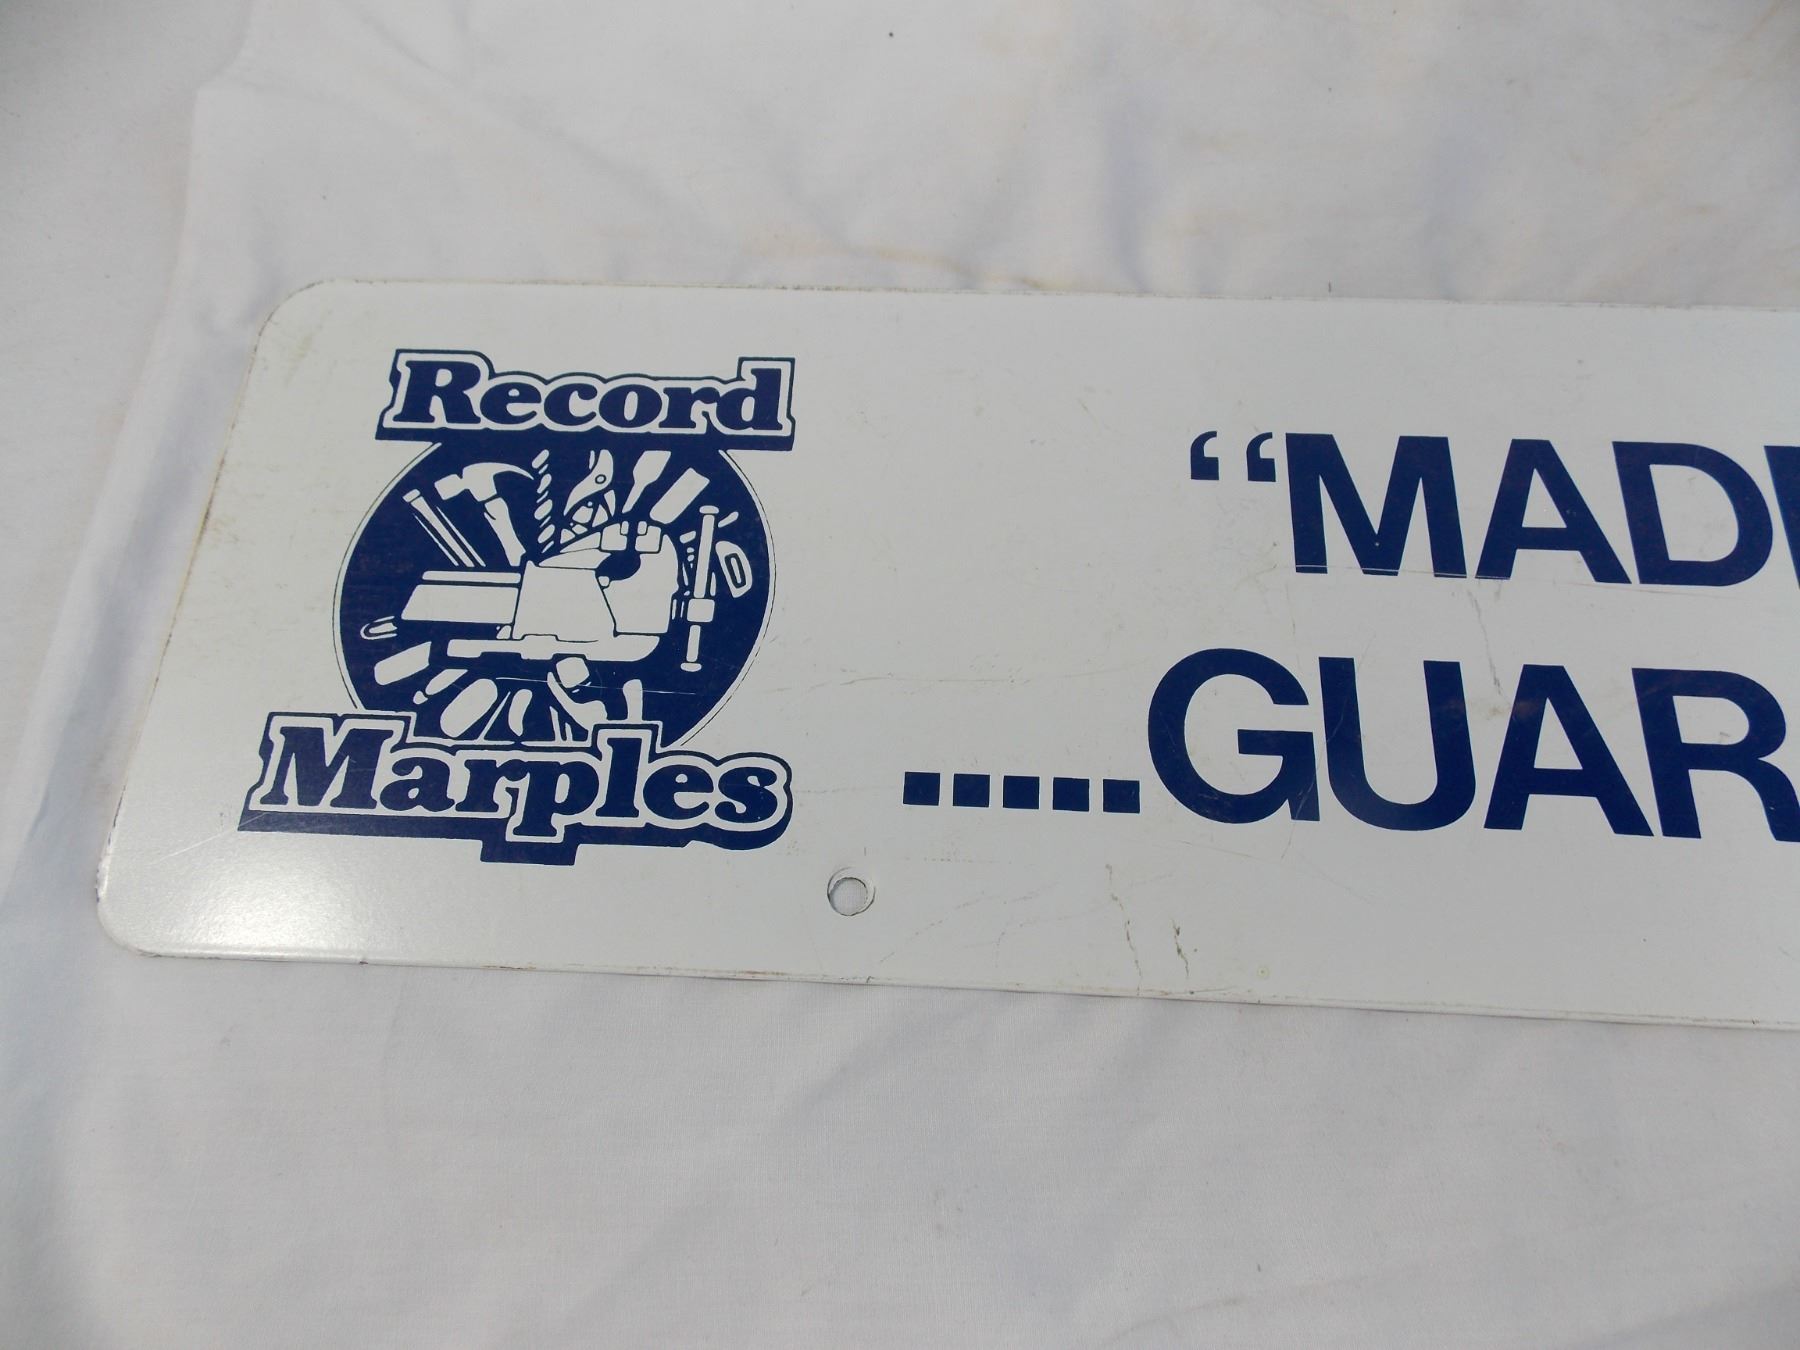 Record
Marples
“MADE
.....GUAR